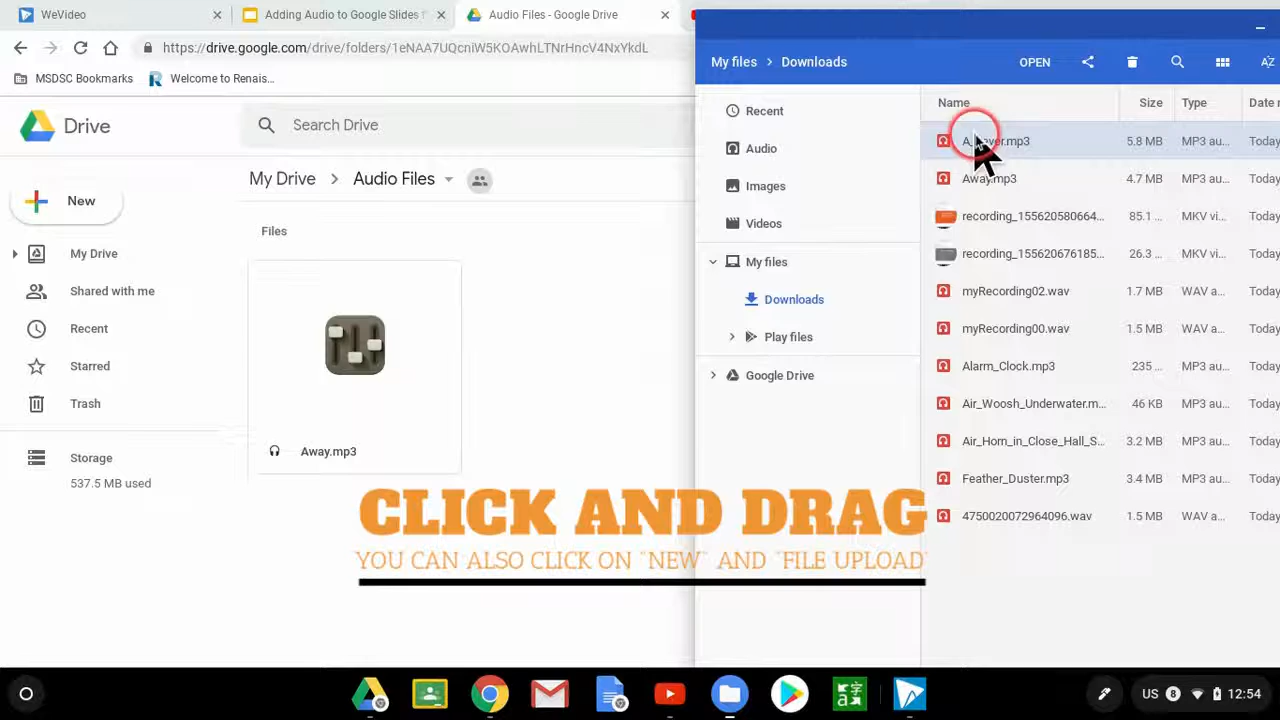 WeVideo
Adding Audio to Google Slides f
Audio Files - Google Drive
https://drive.google.com/drive/folders/1eNAA7UQcniW5KOAwhLTNrHncV4NxYkdL
MSDSC Bookmarks
Welcome to Renais...
Drive
Search Drive
New
My Drive
Shared with me
Recent
Starred
Trash
Storage
537.5 MB used
My Drive > Audio Files
Files
Away.mp3
My files > Downloads
OPEN
AZ
Recent
Audio
Images
Videos
My files
Downloads
Play files
Google Drive
Name Size Type Date
5.8 MB MP3 au... Today
Away.mp3 4.7 MB MP3 au... Today
recording_155620580664... 85.1 ... MKV vi... Today
recording_155620676185... 26.3 ... MKV vi... Today
myRecording02.wav 1.7 MB WAV a... Today
myRecording00.wav 1.5 MB WAV a... Today
Alarm_Clock.mp3 235 ... MP3 au... Today
Air_Woosh_Underwater.m... 46 KB MP3 au... Today
Air_Horn_in_Close_Hall_S... 3.2 MB MP3 au... Today
Feather_Duster.mp3 3.4 MB MP3 au... Today
4750020072964096.wav 1.5 MB WAV a... Today
CLICK AND DRAG
YOU CAN ALSO CLICK ON "NEW" AND "FILE UPLOAD"
US 8 12:54